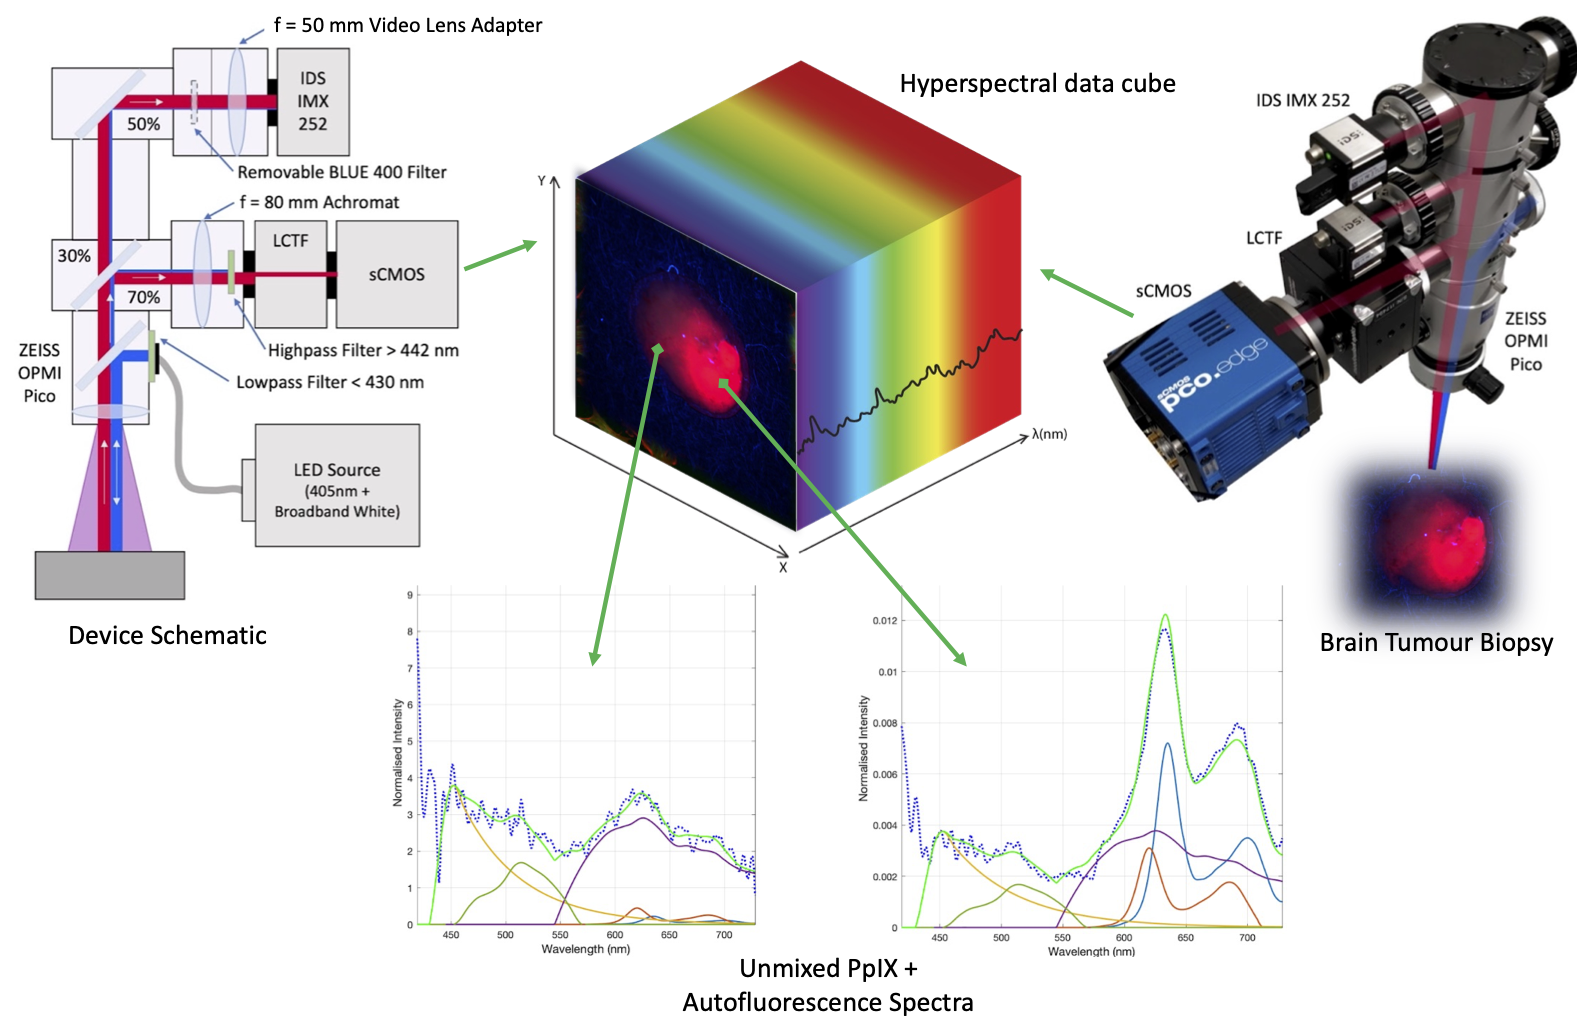 f = 50 mm Video Lens Adapter
IDS
IMX
252
50%
Removable BLUE 400 Filter
f = 80 mm Achromat
LCTF
sCMOS
30%
70%
Highpass Filter > 442 nm
Lowpass Filter < 430 nm
ZEISS
OPMI
Pico
LED Source
(405nm +
Broadband White)
Device Schematic
Hyperspectral data cube
Y
X
λ(nm)
IDS IMX 252
IDS
IDS
LCTF
sCMOS
sCMOS
pco.edge
ZEISS
OPMI
Pico
Brain Tumour Biopsy
Normalised Intensity
9
8
7
6
5
4
3
2
1
0
450 500 550 600 650 700
Wavelength (nm)
Normalised Intensity
0.012
0.01
0.008
0.006
0.004
0.002
0
450 500 550 600 650 700
Wavelength (nm)
Unmixed PpIX +
Autofluorescence Spectra